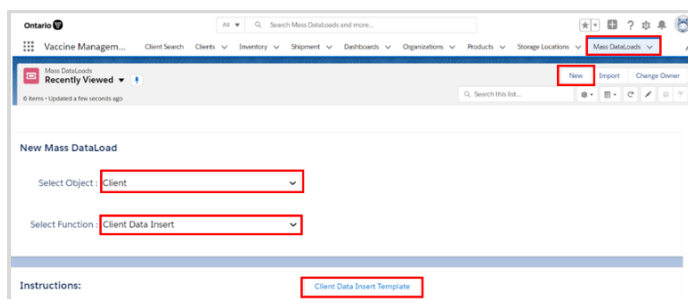 Ontario
All Search Mass DataLoads and more...
Vaccine Managem... Client Search Clients Inventory Shipment Dashboards Organizations Products Storage Locations Mass DataLoads
Mass DataLoads
Recently Viewed
New Import Change Owner
6 items • Updated a few seconds ago
Search this list...
New Mass DataLoad
Select Object : Client
Select Function : Client Data Insert
Instructions: Client Data Insert Template